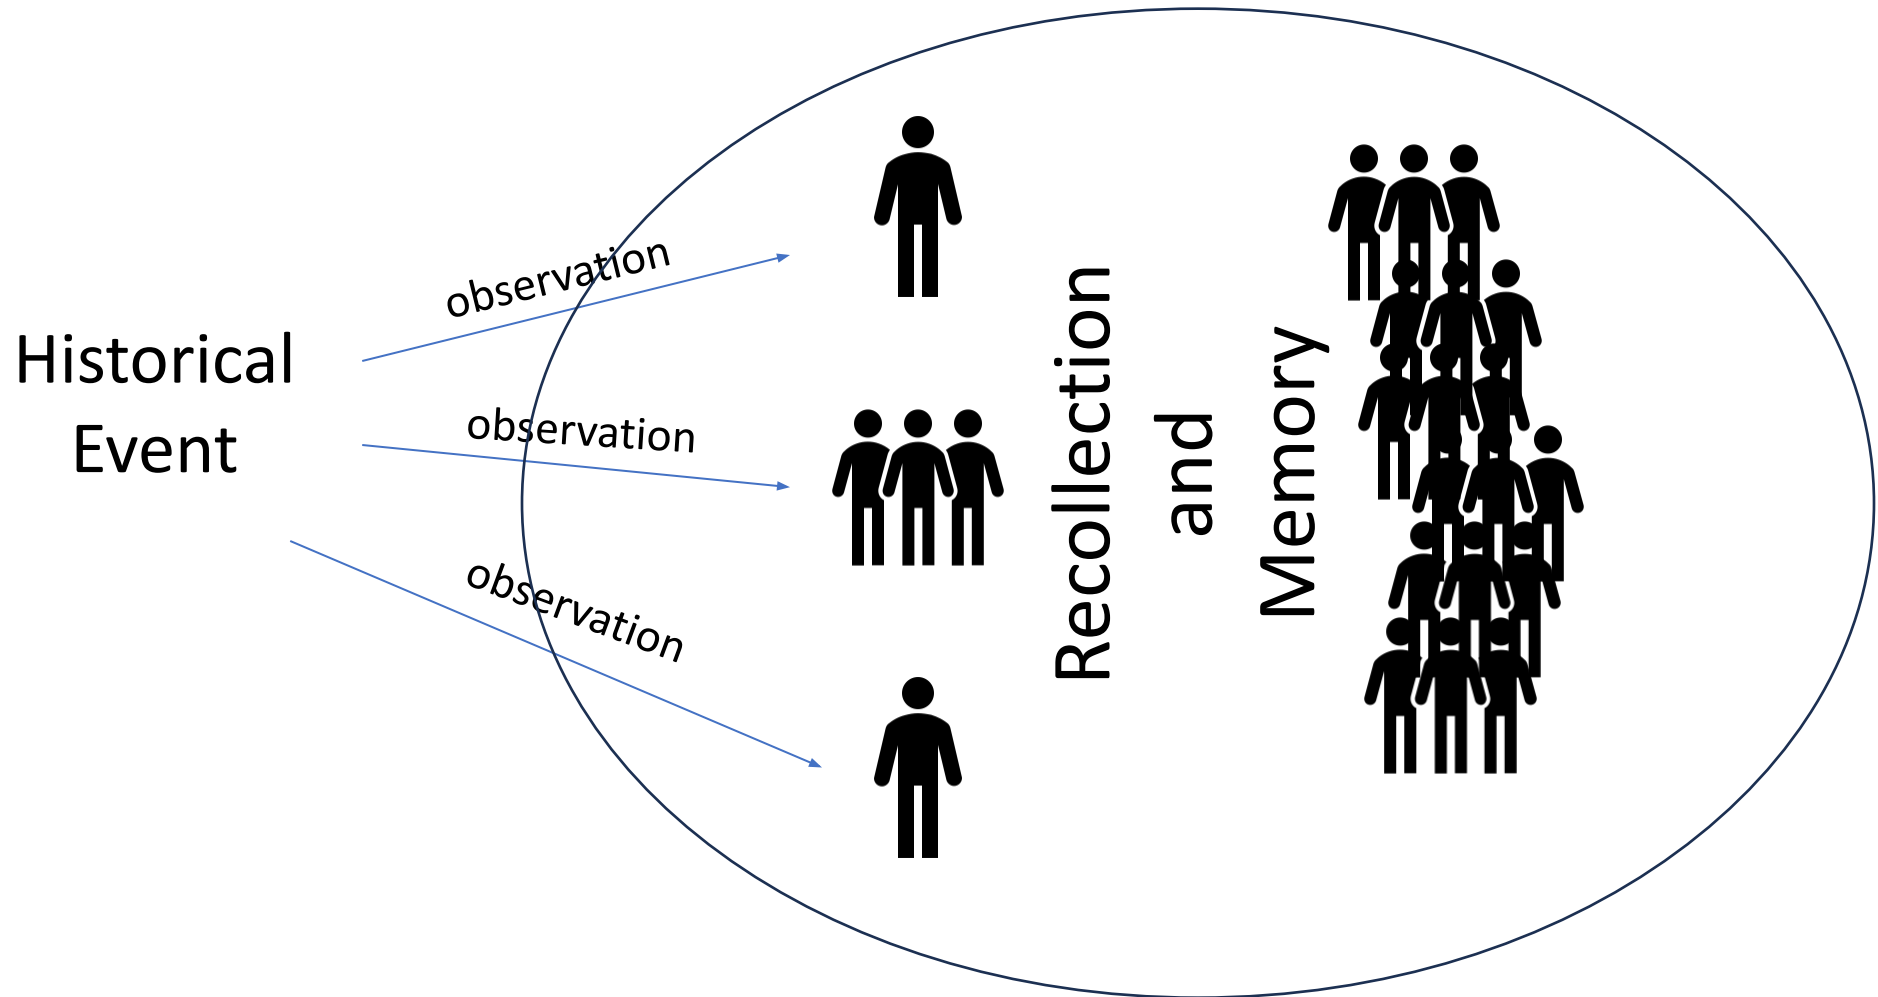 Historical
Event
observation
observation
observation
Recollection
and
Memory